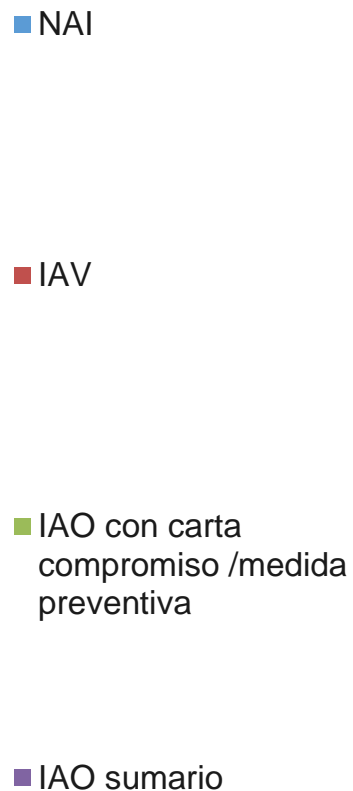 NAI
IAV
IAO con carta
compromiso /medida
preventiva
IAO sumario